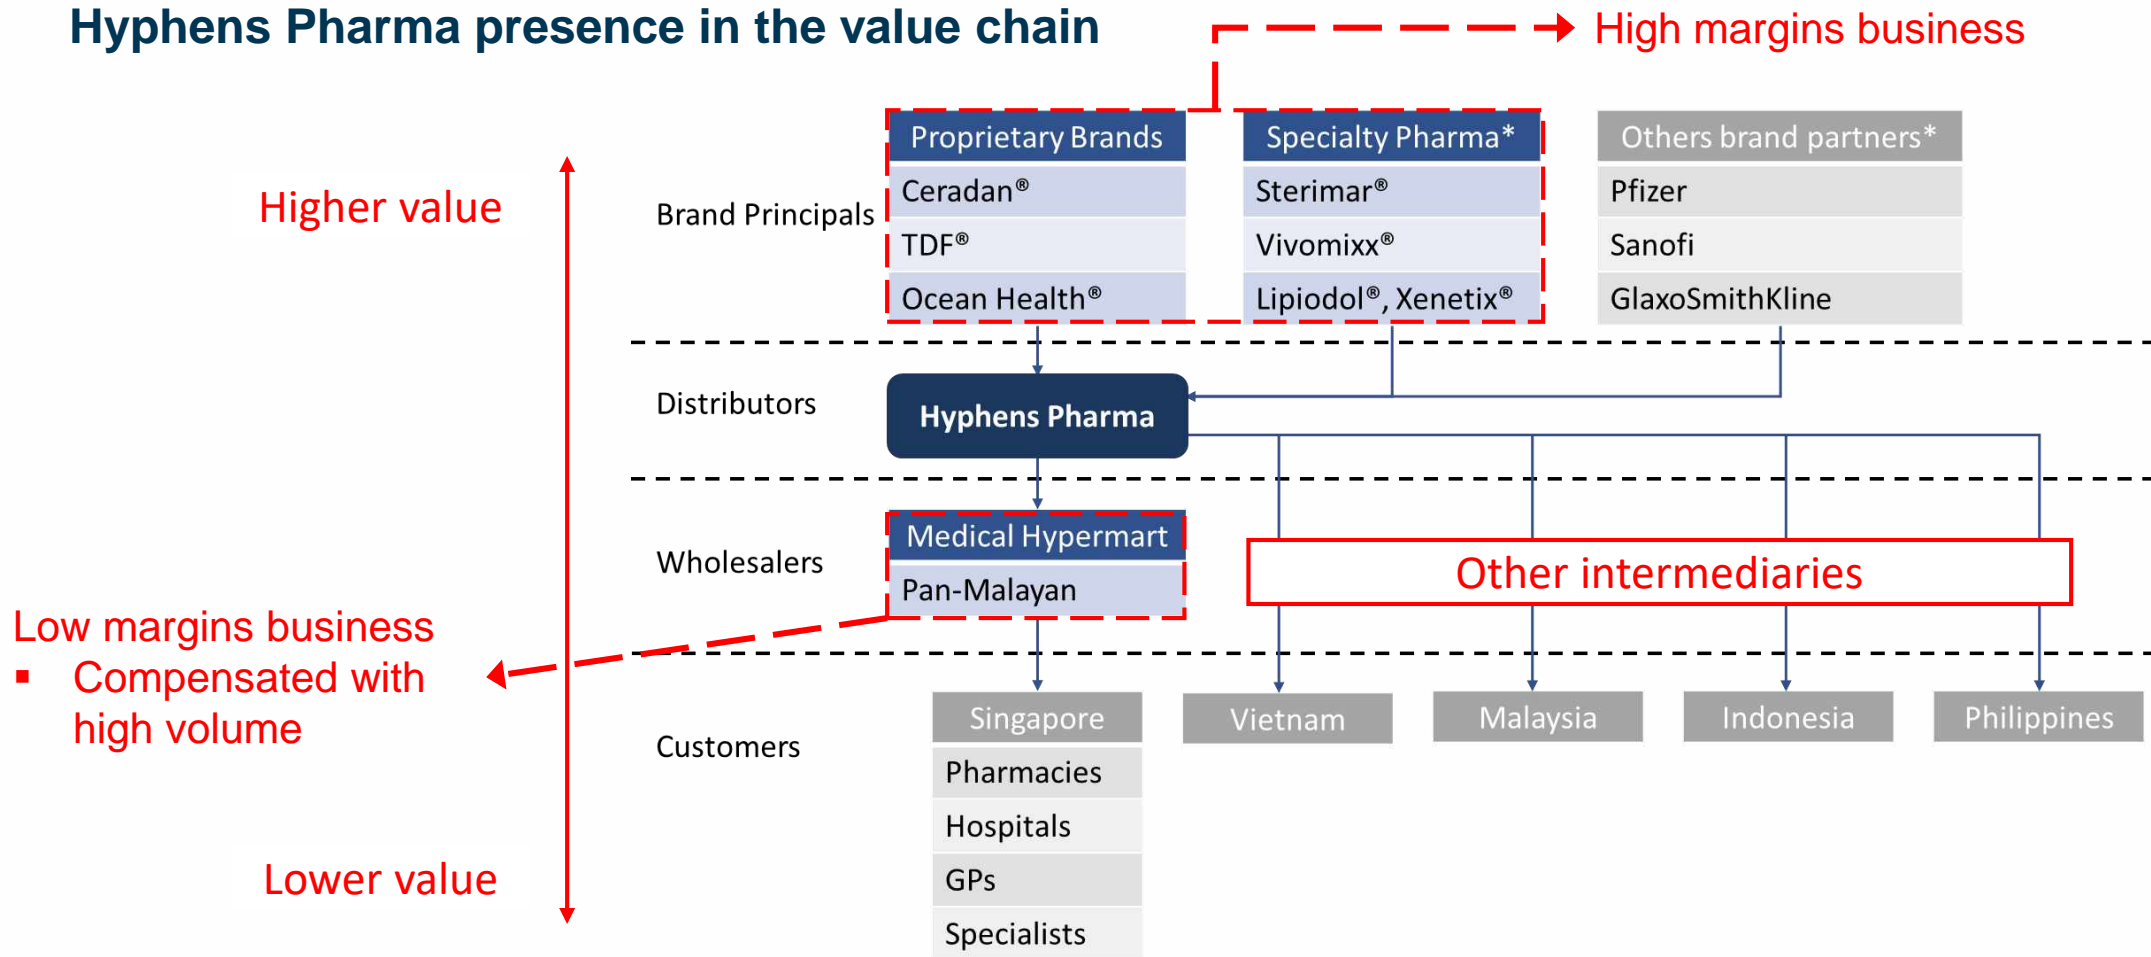 Hyphens Pharma presence in the value chain
High margins business
Higher value
Brand Principals
Proprietary Brands
Ceradan®
TDF®
Ocean Health®
Specialty Pharma*
Sterimar®
Vivomixx®
Lipiodol®, Xenetix®
Others brand partners*
Pfizer
Sanofi
GlaxoSmithKline
Distributors
Hyphens Pharma
Wholesalers
Medical Hypermart
Pan-Malayan
Other intermediaries
Low margins business
▪ Compensated with
high volume
Customers
Singapore
Pharmacies
Hospitals
GPs
Specialists
Vietnam
Malaysia
Indonesia
Philippines
Lower value